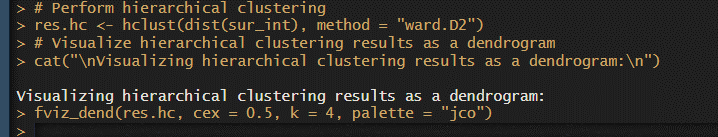 > # Perform hierarchical clustering
> res.hc <- hclust(dist(sur_int), method = "ward.D2")
> # Visualize hierarchical clustering results as a dendrogram
> cat("\nVisualizing hierarchical clustering results as a dendrogram:\n")
Visualizing hierarchical clustering results as a dendrogram:
> fviz_dend(res.hc, cex = 0.5, k = 4, palette = "jco")
>